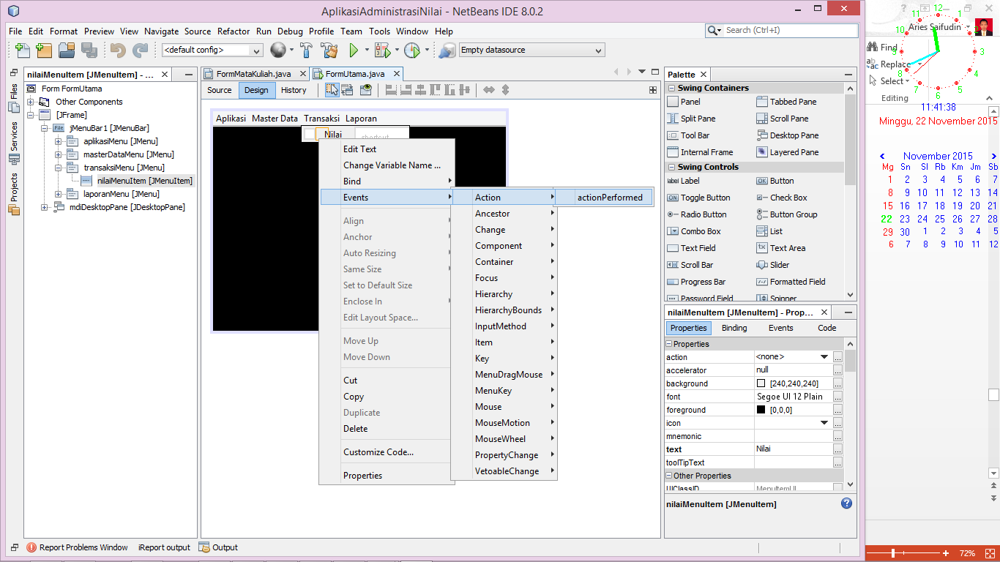 AplikasiAdministrasiNilai - NetBeans IDE 8.0.2
File Edit Format Preview View Navigate Source Refactor Run Debug Profile Team Tools Window Help
Search (Ctrl+I)
<default config>
Empty datasource
Files
Services
Projects
nilaiMenuItem [JMenuItem] - ...
Form FormUtama
Other Components
[JFrame]
jMenuBar1 [JMenuBar]
aplikasiMenu [JMenu]
masterDataMenu [JMenu]
transaksiMenu [JMenu]
nilaiMenuItem [JMenuItem]
laporanMenu [JMenu]
mdiDesktopPane [JDesktopPane]
FormMataKuliah.java
FormUtama.java
Source Design History
Aplikasi Master Data Transaksi Laporan
Nilai
shortcut
Edit Text
Change Variable Name ...
Bind
Events
Align
Anchor
Auto Resizing
Same Size
Set to Default Size
Enclose In
Edit Layout Space...
Move Up
Move Down
Cut
Copy
Duplicate
Delete
Customize Code...
Properties
Action
Ancestor
Change
Component
Container
Focus
Hierarchy
HierarchyBounds
InputMethod
Item
Key
MenuDragMouse
MenuKey
Mouse
MouseMotion
MouseWheel
PropertyChange
VetoableChange
actionPerformed
Palette
Swing Containers
Panel Tabbed Pane
Split Pane Scroll Pane
Tool Bar Desktop Pane
Internal Frame Layered Pane
Swing Controls
Label Button
Toggle Button Check Box
Radio Button Button Group
Combo Box List
Text Field Text Area
Scroll Bar Slider
Progress Bar Formatted Field
Password Field Spinner
nilaiMenuItem [JMenuItem] - Prop...
Properties Binding Events Code
Properties
action <none>
accelerator null
background [240,240,240]
font Segoe UI 12 Plain
foreground [0,0,0]
icon
mnemonic
text Nilai
toolTipText
Other Properties
UIClassID MenuItemUI
nilaiMenuItem [JMenuItem]
Report Problems Window iReport output Output
Aries Saifudin
Find
Replace
Select
Editing
12
1
2
3
4
5
6
7
8
9
10
11
11:41:38
Minggu, 22 November 2015
November 2015
Mg Sn Sl Rb Km Jm Sb
1 2 3 4 5 6 7
8 9 10 11 12 13 14
15 16 17 18 19 20 21
22 23 24 25 26 27 28
29 30 1 2 3 4 5
6 7 8 9 10 11 12
72%